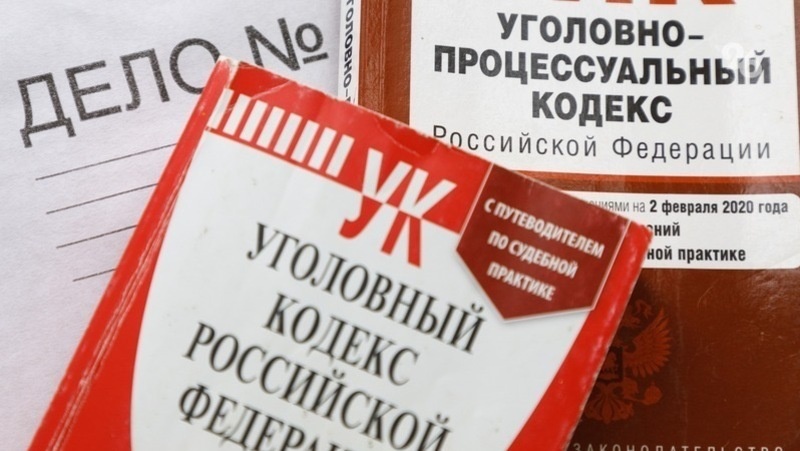 ДЕЛО №
УК
УГОЛОВНЫЙ
КОДЕКС
РОССИЙСКОЙ
С ПУТЕВОДИТЕЛЕМ
ПО СУДЕБНОЙ
ПРАКТИКЕ
УГОЛОВНО-
ПРОЦЕССУАЛЬНЫЙ
КОДЕКС
Российской Федерации
на 2 февраля 2020 года
практике